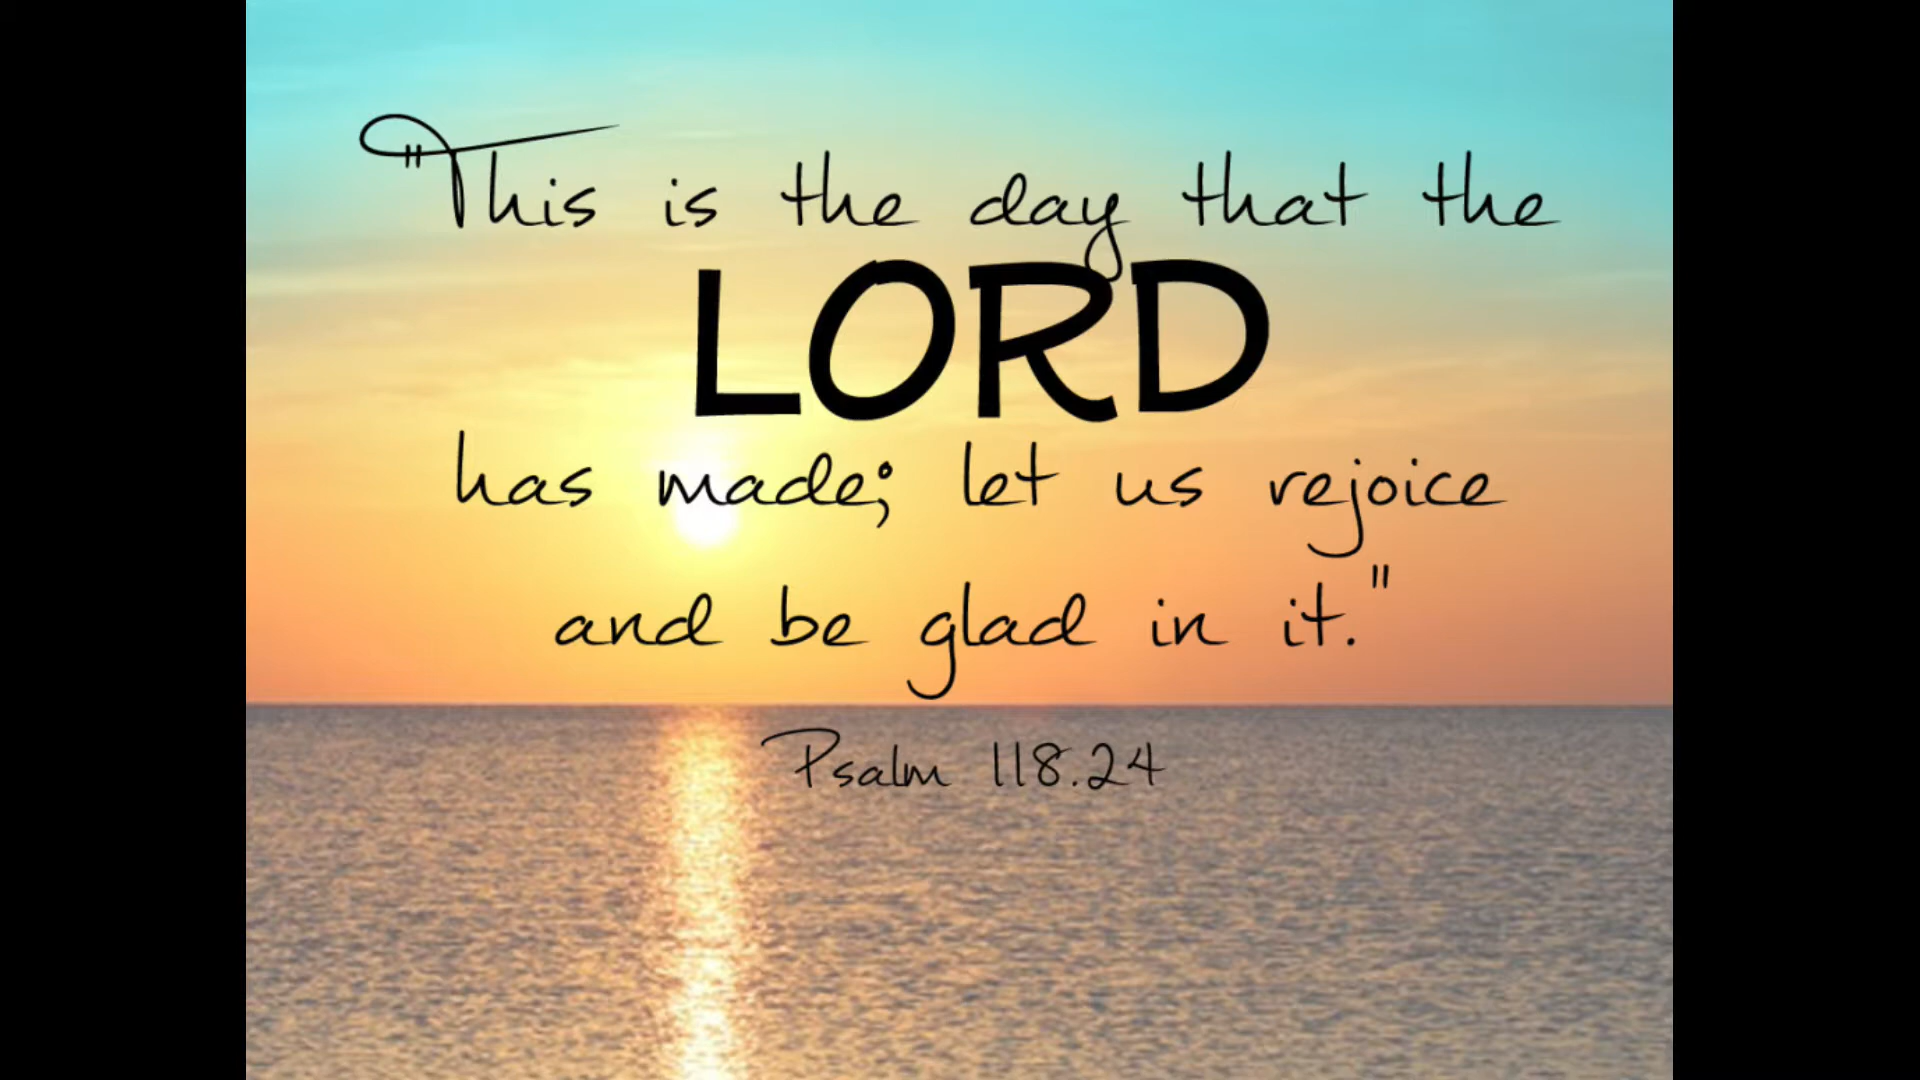 "This is the day that the
LORD
has made; let us rejoice
and be glad in it."
Psalm 118.24